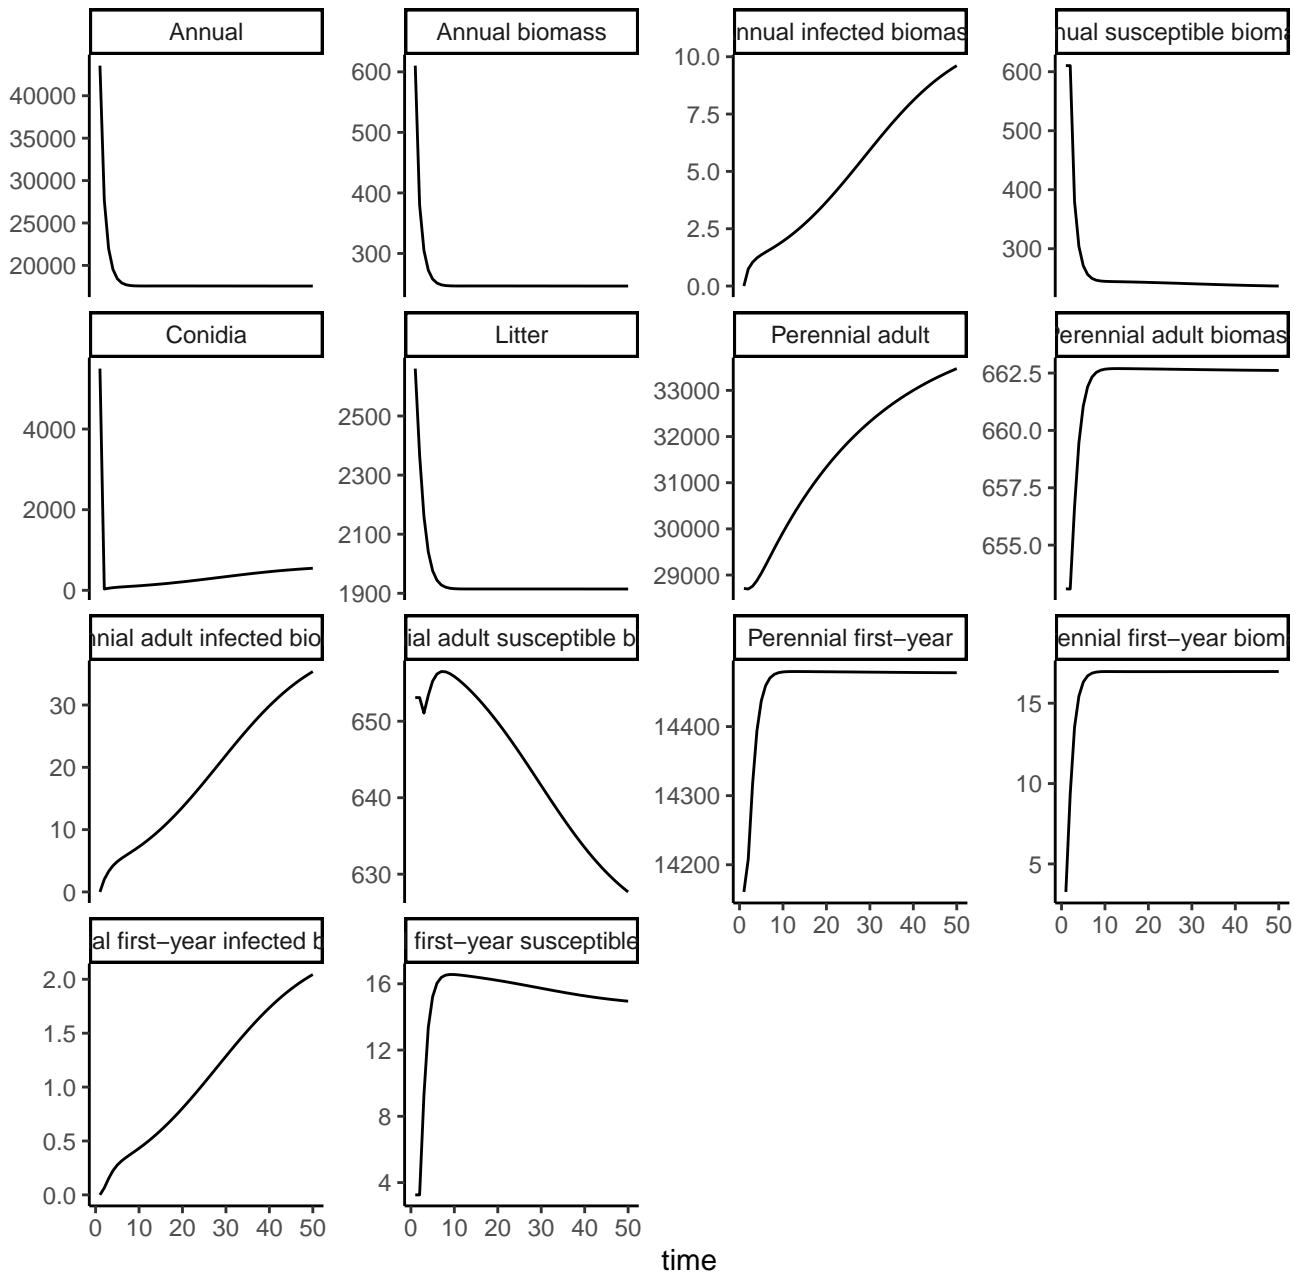 Annual
Annual biomass
nnual infected biomas
nual susceptible bioma
40000
35000
30000
25000
20000
600
500
400
300
10.0
7.5
5.0
2.5
0.0
600
500
400
300
Conidia
Litter
Perennial adult
Perennial adult biomas
4000
2000
0
2500
2300
2100
1900
33000
32000
31000
30000
29000
662.5
660.0
657.5
655.0
nnial adult infected bio
ial adult susceptible b
Perennial first−year
ennial first−year bioma
30
20
10
0
650
640
630
14400
14300
14200
15
10
5
0 10 20 30 40 50
0 10 20 30 40 50
al first−year infected b
first−year susceptible
2.0
1.5
1.0
0.5
0.0
16
12
8
4
0 10 20 30 40 50
0 10 20 30 40 50
time